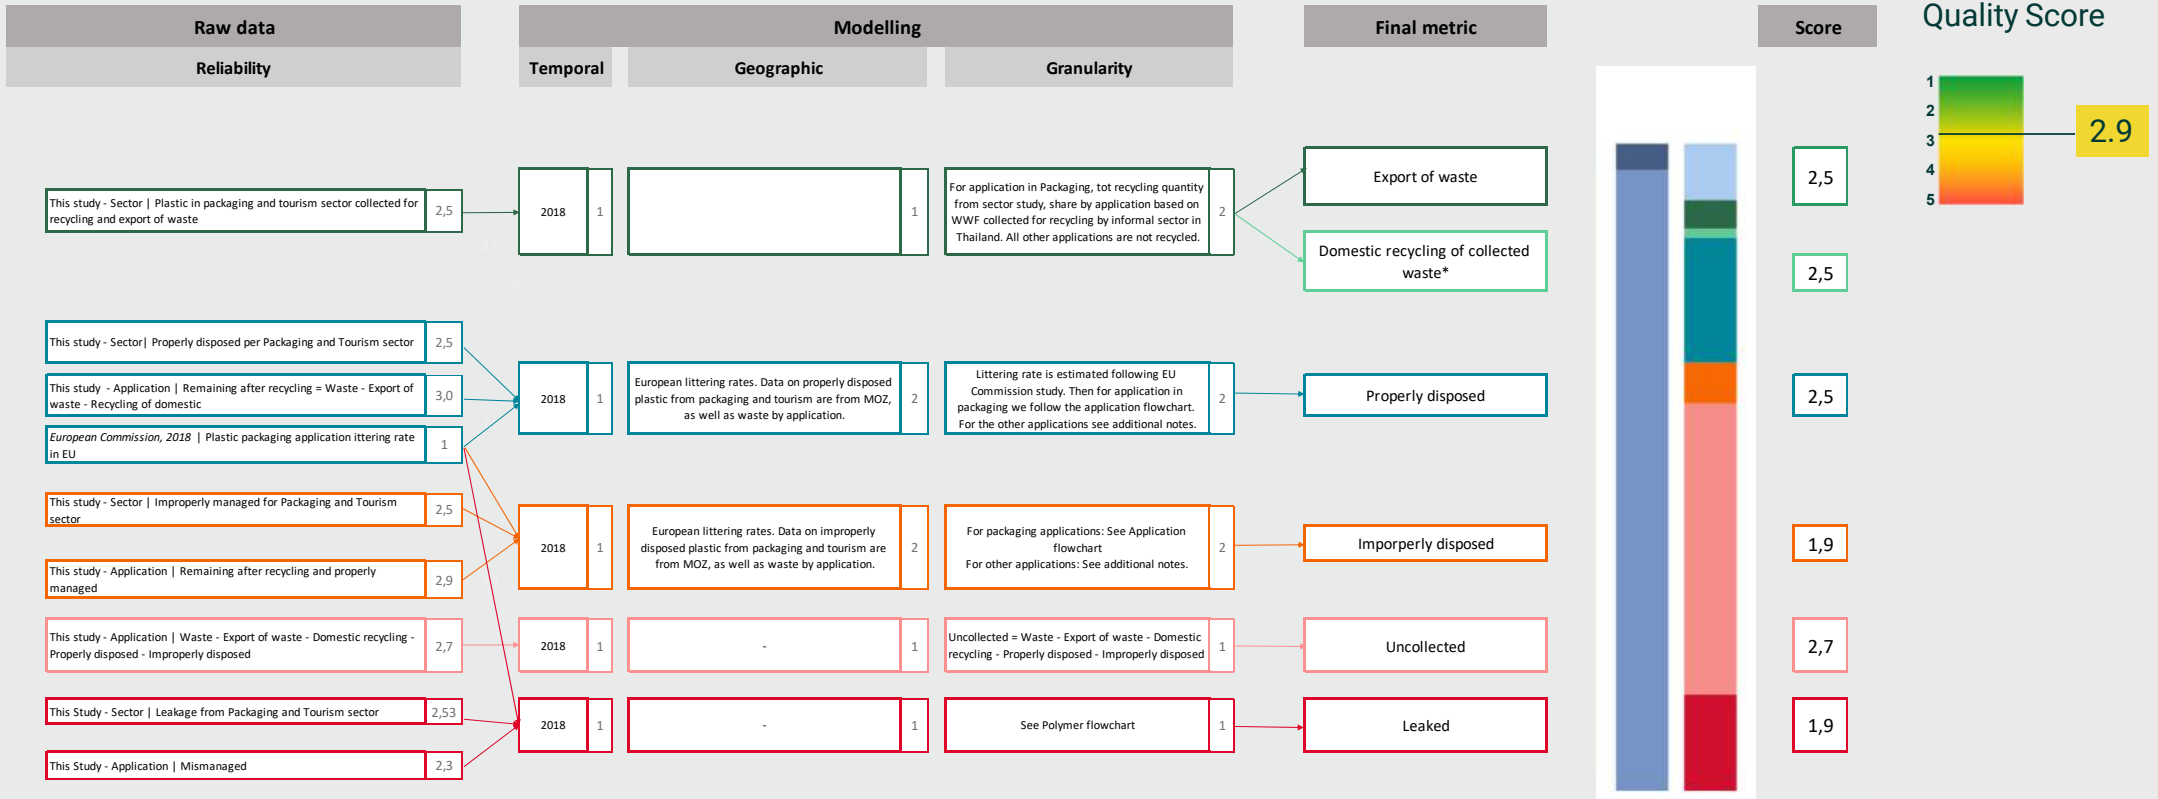 Raw data
Modelling
Final metric
Score
Quality Score
Reliability
Temporal
Geographic
Granularity
1
2
3
4
5
2.9
This study - Sector | Plastic in packaging and tourism sector collected for
recycling and export of waste
2,5
2018
1
1
For application in Packaging, tot recycling quantity
from sector study, share by application based on
WWF collected for recycling by informal sector in
Thailand. All other applications are not recycled.
2
Export of waste
2,5
Domestic recycling of collected
waste*
2,5
This study - Sector| Properly disposed per Packaging and Tourism sector
2,5
This study  - Application | Remaining after recycling = Waste - Export of
waste - Recycling of domestic
3,0
European Commission, 2018 | Plastic packaging application ittering rate
in EU
1
2018
1
European littering rates. Data on properly disposed
plastic from packaging and tourism are from MOZ,
as well as waste by application.
2
Littering rate is estimated following EU
Commission study. Then for application in
packaging we follow the application flowchart.
For the other applications see additional notes.
2
Properly disposed
2,5
This study - Sector | Improperly managed for Packaging and Tourism
sector
2,5
This study - Application | Remaining after recycling and properly
managed
2,9
2018
1
European littering rates. Data on improperly
disposed plastic from packaging and tourism are
from MOZ, as well as waste by application.
2
For packaging applications: See Application
flowchart
For other applications: See additional notes.
2
Imporperly disposed
1,9
This study - Application | Waste - Export of waste - Domestic recycling -
Properly disposed - Improperly disposed
2,7
2018
1
-
1
Uncollected = Waste - Export of waste - Domestic
recycling - Properly disposed - Improperly disposed
1
Uncollected
2,7
This Study - Sector | Leakage from Packaging and Tourism sector
2,53
This Study - Application | Mismanaged
2,3
2018
1
-
1
See Polymer flowchart
1
Leaked
1,9